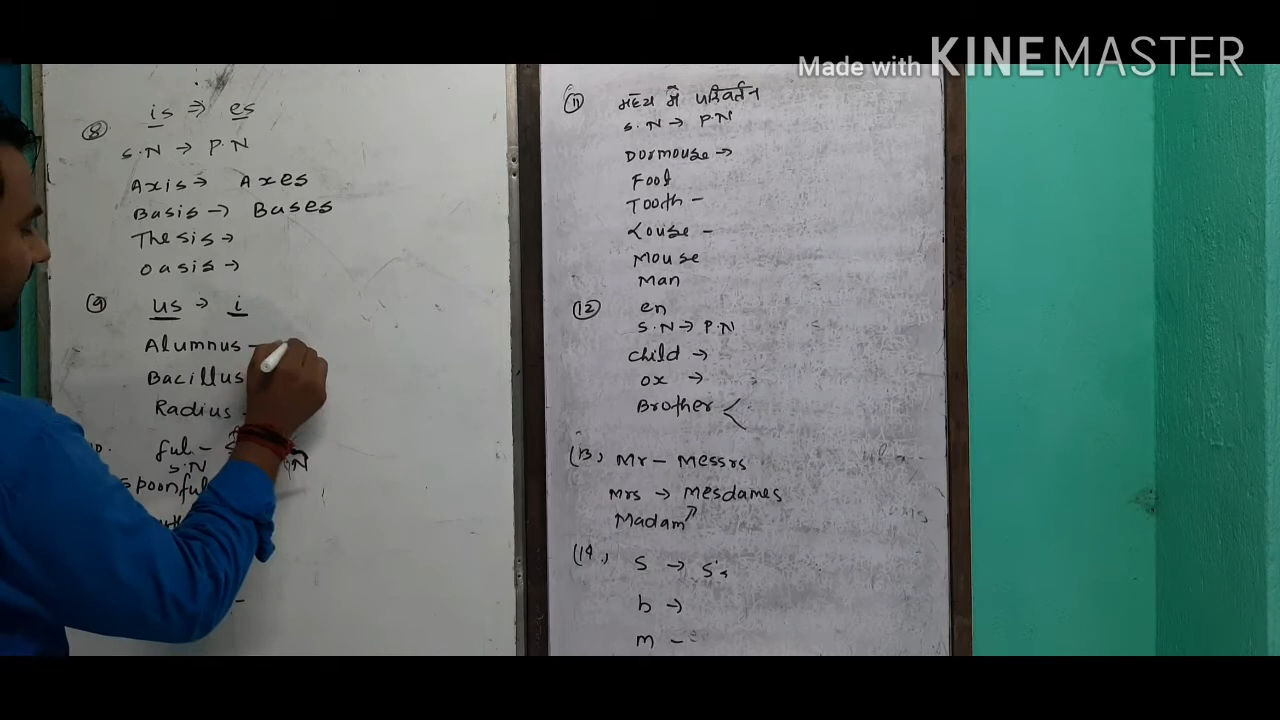 Made with KINEMASTER
8 is → es
S.N → P.N
Axis → Axes
Basis → Bases
Thesis →
Oasis →
9 us → i
Alumnus -
Bacillus
Radius -
10. ful - S
S.N N
Spoonful
11 मध्य में परिवर्तन
S.N → P.N
Dormouse →
Foot
Tooth -
Louse -
Mouse
Man
12 en
S.N → P.N
Child →
Ox →
Brother <
(13) Mr - Messrs
Mrs → Mesdames
Madam ↗
(14) S → S's
b →
m -